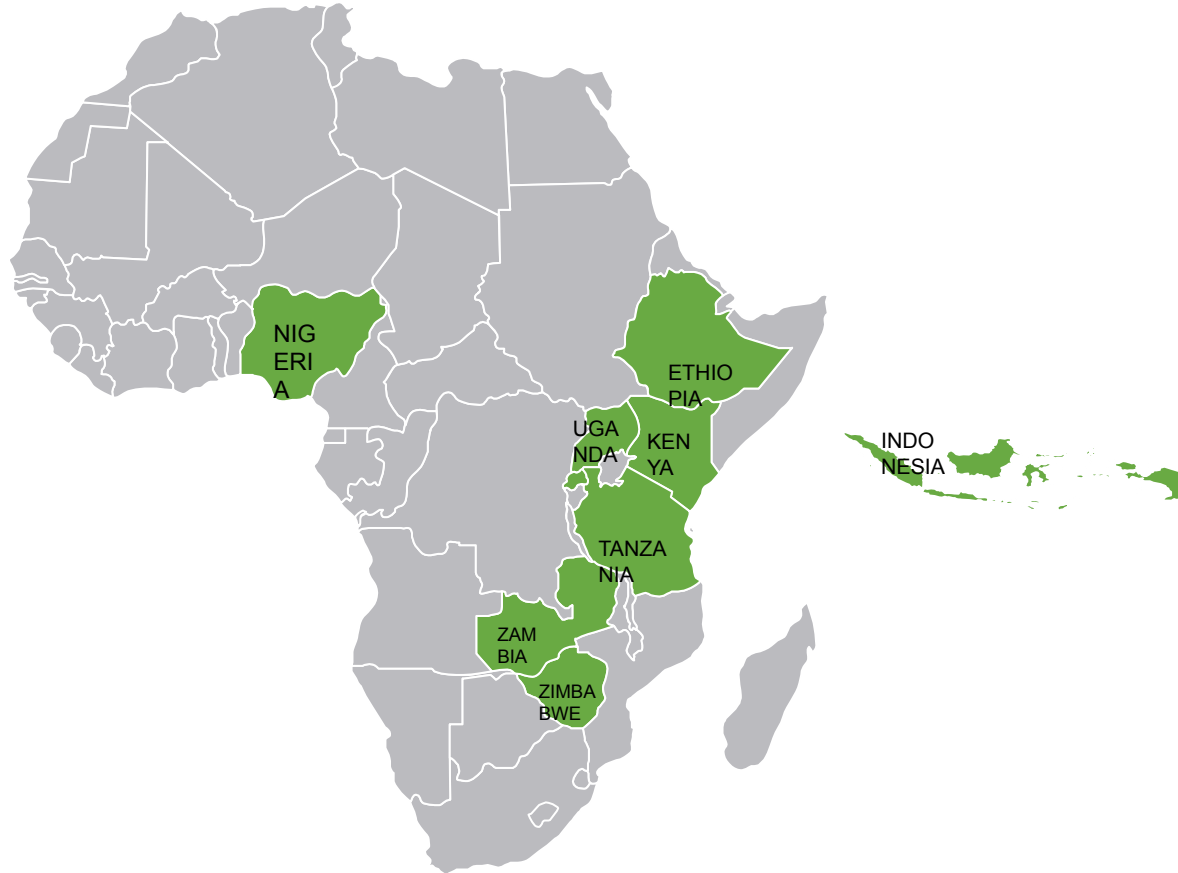 NIG
ERI
A
ETHIO
PIA
UGA
NDA
KEN
YA
INDO
NESIA
TANZA
NIA
ZAM
BIA
ZIMBA
BWE